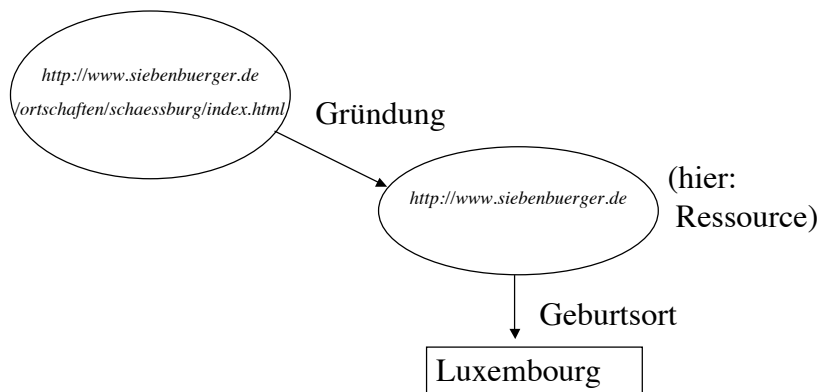 http://www.siebenbuerger.de
/ortschaften/schaessburg/index.html
Gründung
http://www.siebenbuerger.de
(hier:
Ressource)
Geburtsort
Luxembourg